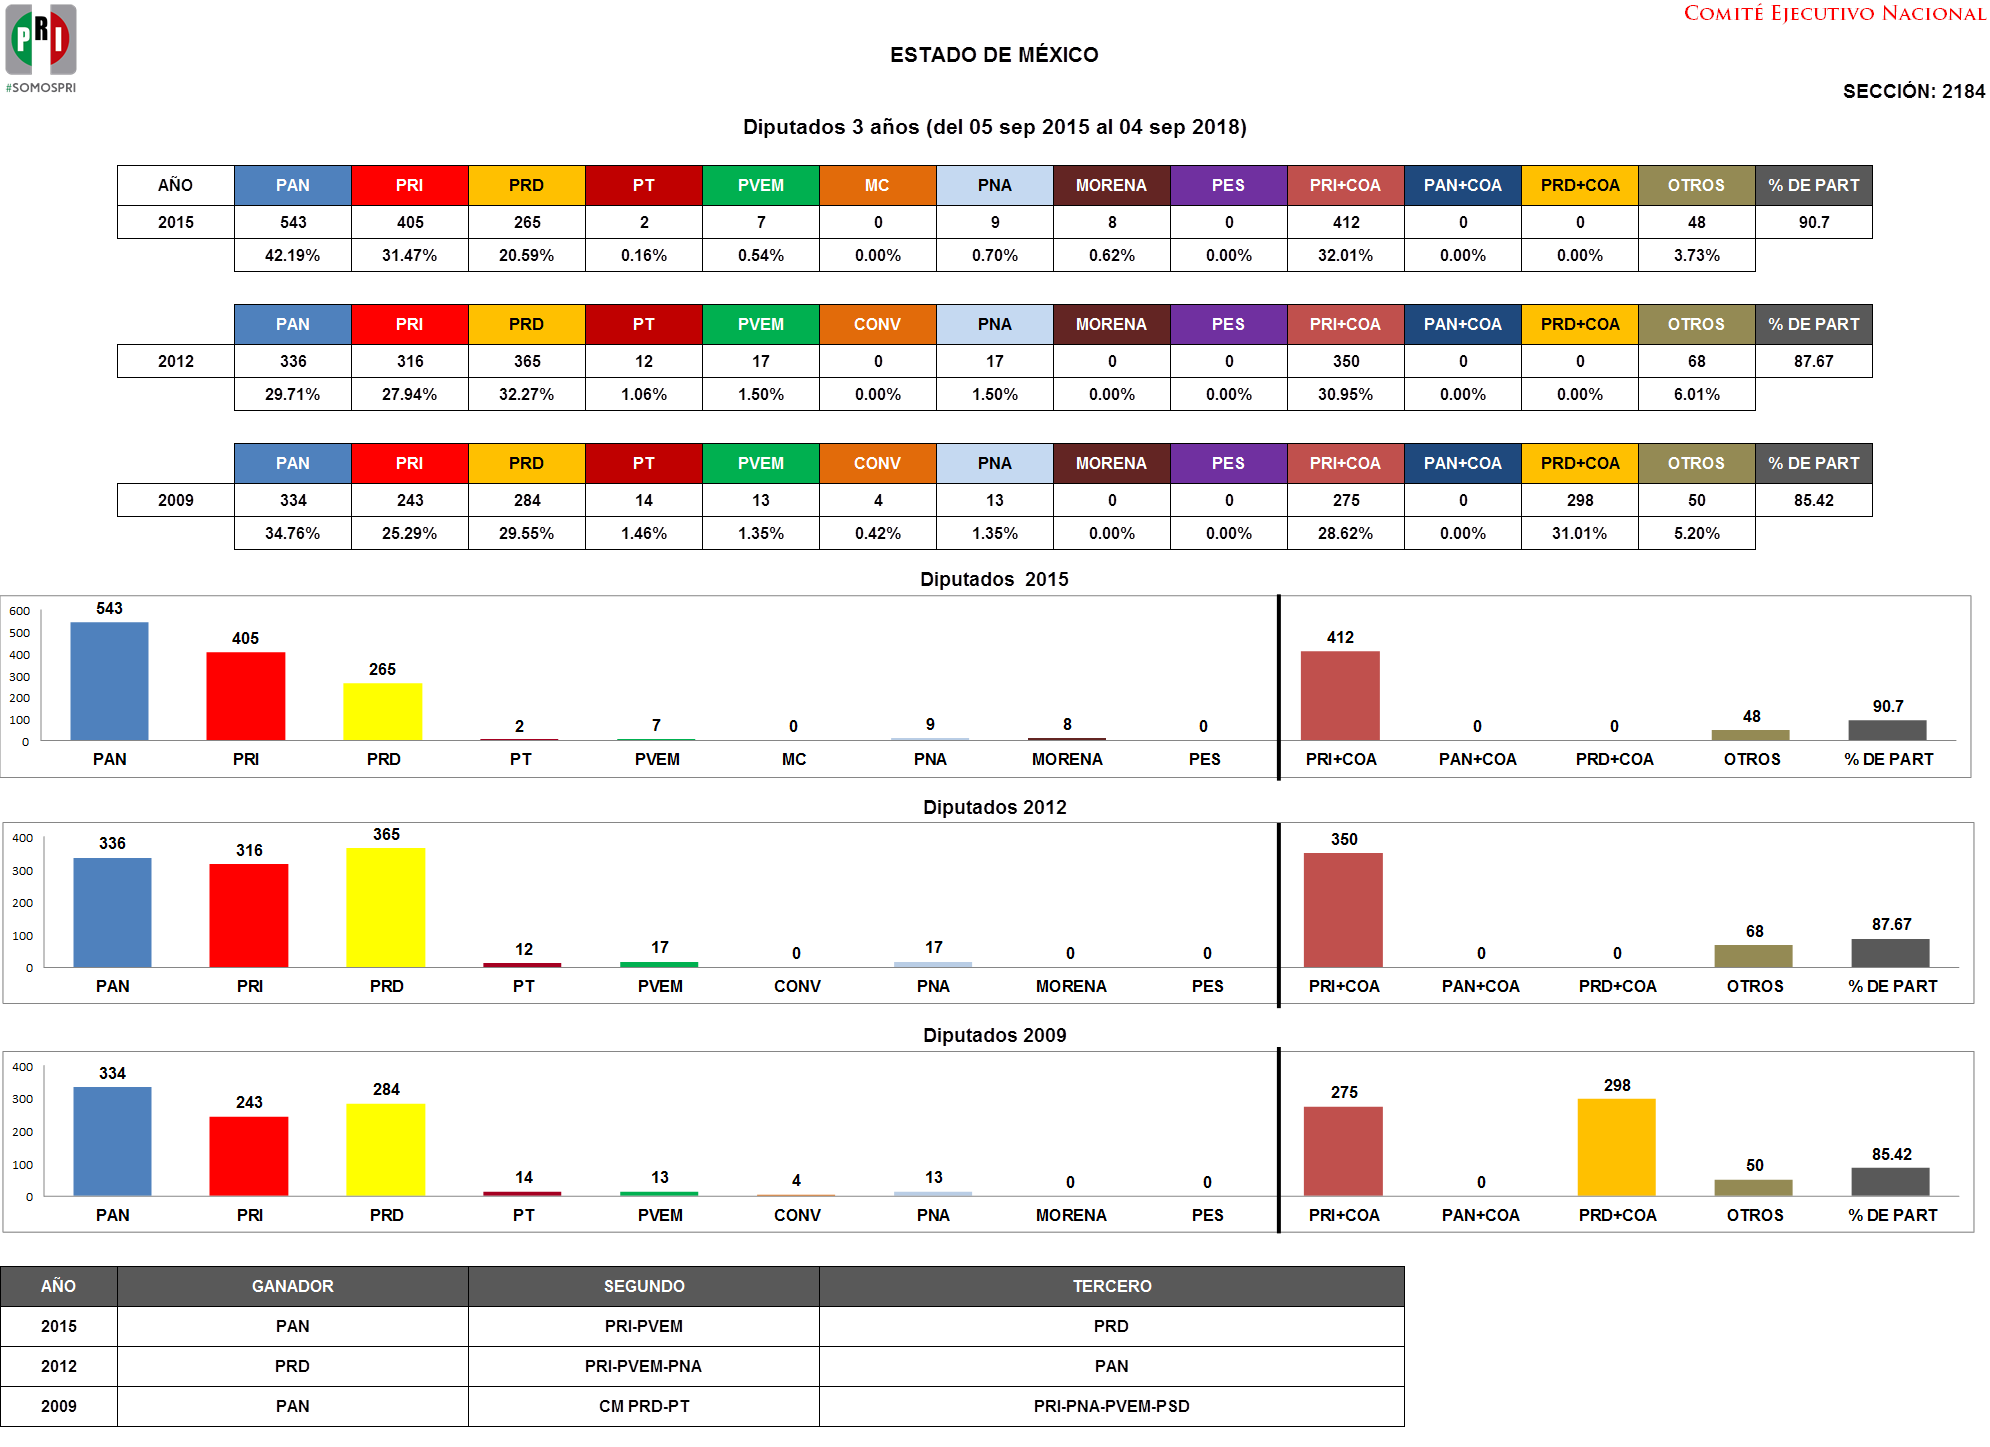 PRI
#SOMOSPRI
COMITÉ EJECUTIVO NACIONAL
ESTADO DE MÉXICO
SECCIÓN: 2184
Diputados 3 años (del 05 sep 2015 al 04 sep 2018)
AÑO PAN PRI PRD PT PVEM MC PNA MORENA PES PRI+COA PAN+COA PRD+COA OTROS % DE PART
2015 543 405 265 2 7 0 9 8 0 412 0 0 48 90.7
42.19% 31.47% 20.59% 0.16% 0.54% 0.00% 0.70% 0.62% 0.00% 32.01% 0.00% 0.00% 3.73%
PAN PRI PRD PT PVEM CONV PNA MORENA PES PRI+COA PAN+COA PRD+COA OTROS % DE PART
2012 336 316 365 12 17 0 17 0 0 350 0 0 68 87.67
29.71% 27.94% 32.27% 1.06% 1.50% 0.00% 1.50% 0.00% 0.00% 30.95% 0.00% 0.00% 6.01%
PAN PRI PRD PT PVEM CONV PNA MORENA PES PRI+COA PAN+COA PRD+COA OTROS % DE PART
2009 334 243 284 14 13 4 13 0 0 275 0 298 50 85.42
34.76% 25.29% 29.55% 1.46% 1.35% 0.42% 1.35% 0.00% 0.00% 28.62% 0.00% 31.01% 5.20%
Diputados 2015
600
500
400
300
200
100
0
543 405 265 2 7 0 9 8 0 412 0 0 48 90.7
PAN PRI PRD PT PVEM MC PNA MORENA PES PRI+COA PAN+COA PRD+COA OTROS % DE PART
Diputados 2012
400
300
200
100
0
336 316 365 12 17 0 17 0 0 350 0 0 68 87.67
PAN PRI PRD PT PVEM CONV PNA MORENA PES PRI+COA PAN+COA PRD+COA OTROS % DE PART
Diputados 2009
400
300
200
100
0
334 243 284 14 13 4 13 0 0 275 0 298 50 85.42
PAN PRI PRD PT PVEM CONV PNA MORENA PES PRI+COA PAN+COA PRD+COA OTROS % DE PART
AÑO GANADOR SEGUNDO TERCERO
2015 PAN PRI-PVEM PRD
2012 PRD PRI-PVEM-PNA PAN
2009 PAN CM PRD-PT PRI-PNA-PVEM-PSD